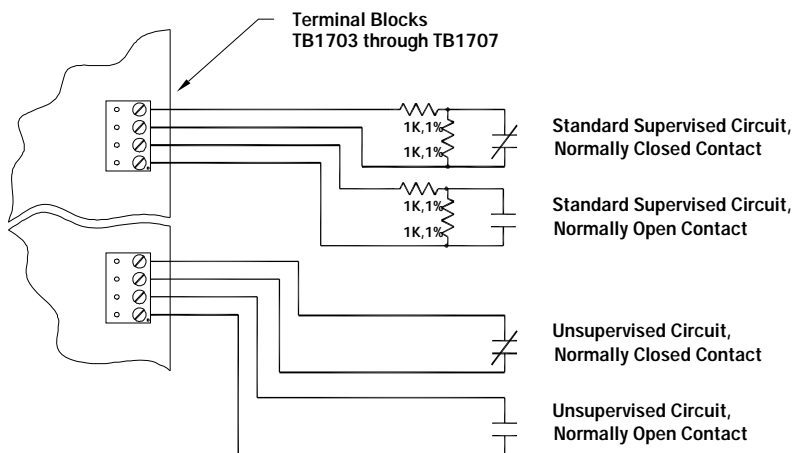 Terminal Blocks
TB1703 through TB1707
1K,1%
1K,1%
Standard Supervised Circuit,
Normally Closed Contact
1K,1%
1K,1%
Standard Supervised Circuit,
Normally Open Contact
Unsupervised Circuit,
Normally Closed Contact
Unsupervised Circuit,
Normally Open Contact